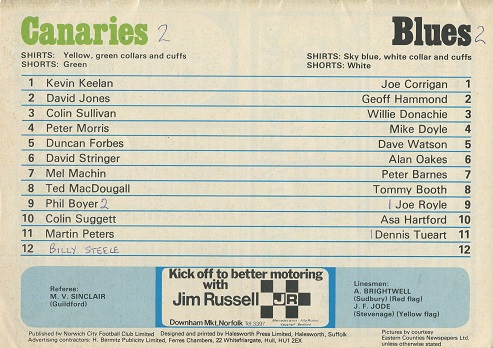 Canaries 2 Blues 2
SHIRTS: Yellow, green collars and cuffs SHIRTS: Sky blue, white collar and cuffs
SHORTS: Green SHORTS: White
1 Kevin Keelan Joe Corrigan 1
2 David Jones Geoff Hammond 2
3 Colin Sullivan Willie Donachie 3
4 Peter Morris Mike Doyle 4
5 Duncan Forbes Dave Watson 5
6 David Stringer Alan Oakes 6
7 Mel Machin Peter Barnes 7
8 Ted MacDougall Tommy Booth 8
9 Phil Boyer 2 1 Joe Royle 9
10 Colin Suggett Asa Hartford 10
11 Martin Peters 1 Dennis Tueart 11
12 BILLY STEELE 12
Referee:
M. V. SINCLAIR
(Guildford)
Kick off to better motoring
with
Jim Russell JR
Downham Mkt, Norfolk Tel: 3397
Linesmen:
A. BRIGHTWELL
(Sudbury) (Red flag)
J. F. JODE
(Stevenage) (Yellow flag)
Published by Norwich City Football Club Limited Designed and printed by Halesworth Press Limited, Halesworth, Suffolk
Advertising contractors: H. Bermitz Publicity Limited, Ferres Chambers, 22 Whitefriargate, Hull, HU1 2EX
Pictures by courtesy
Eastern Counties Newspapers Ltd.
unless otherwise stated